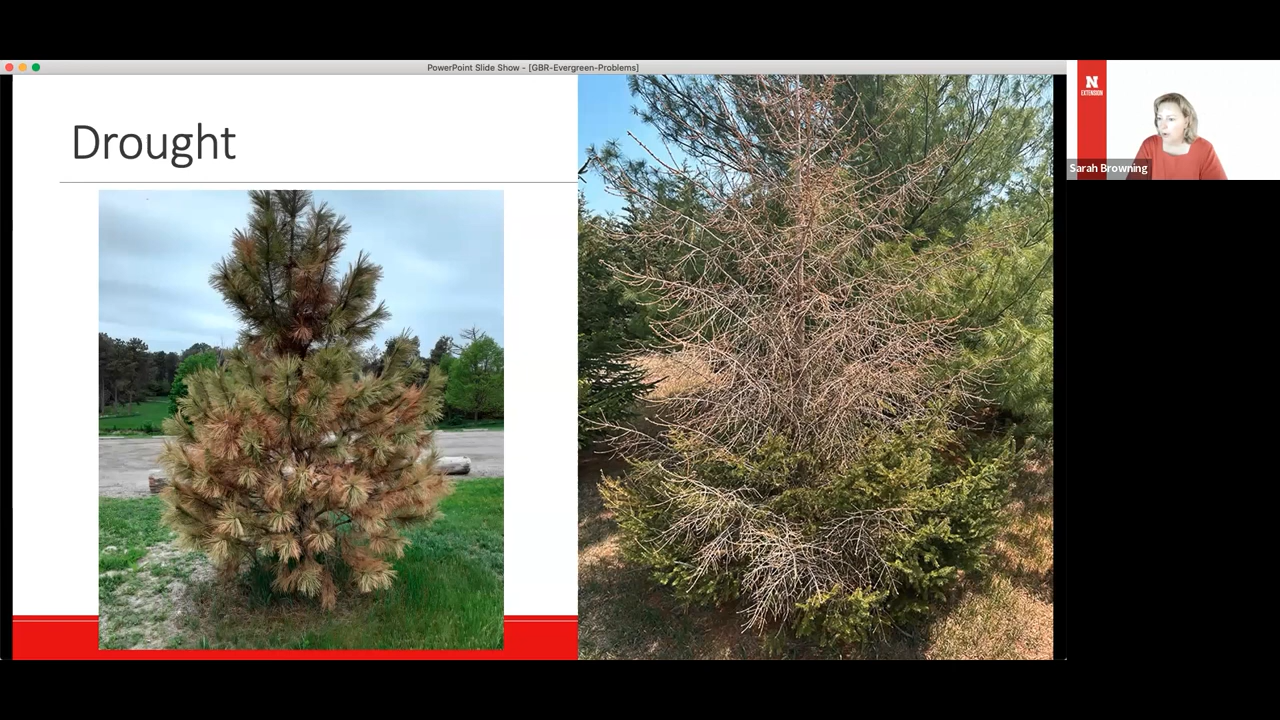 PowerPoint Slide Show - [GBR-Evergreen-Problems]
Drought
N
EXTENSION
Sarah Browning